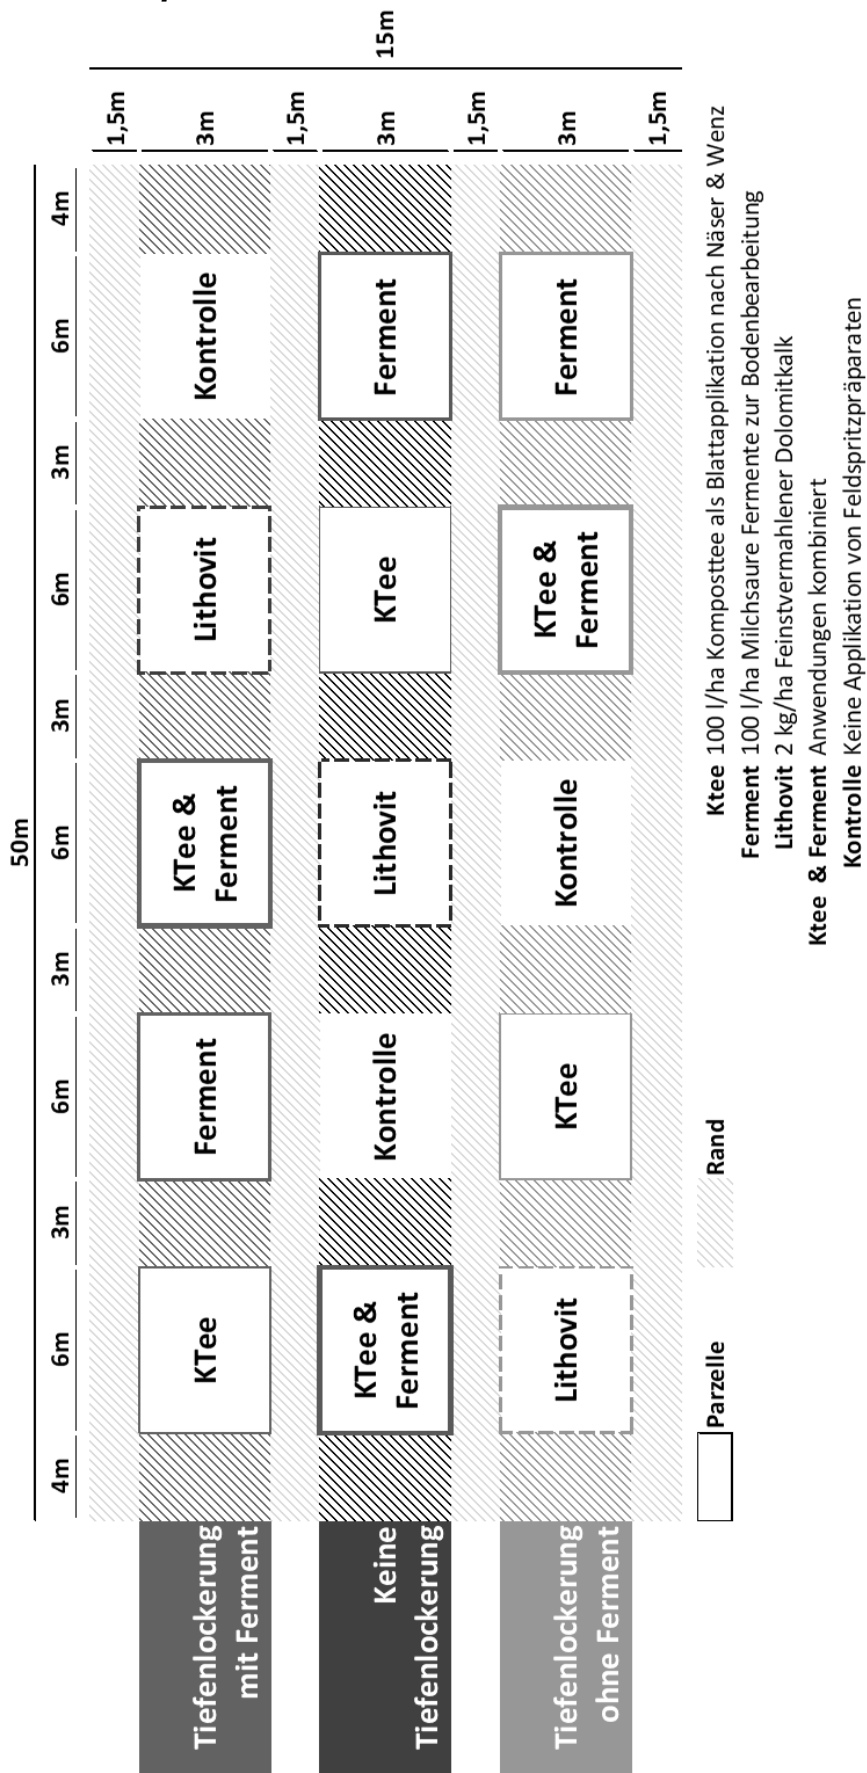 50m
4m
6m
3m
6m
3m
6m
3m
6m
3m
6m
4m
15m
1,5m
3m
1,5m
3m
1,5m
3m
1,5m
Tiefenlockerung
mit Ferment
KTee
Ferment
KTee &
Ferment
Lithovit
Kontrolle
Keine
Tiefenlockerung
KTee &
Ferment
Kontrolle
Lithovit
KTee
Ferment
Tiefenlockerung
ohne Ferment
Lithovit
KTee
Kontrolle
KTee &
Ferment
Ferment
Parzelle
Rand
Ktee 100 l/ha Komposttee als Blattapplikation nach Näser & Wenz
Ferment 100 l/ha Milchsaure Fermente zur Bodenbearbeitung
Lithovit 2 kg/ha Feinstvermahlener Dolomitkalk
Ktee & Ferment Anwendungen kombiniert
Kontrolle Keine Applikation von Feldspritzpräparaten